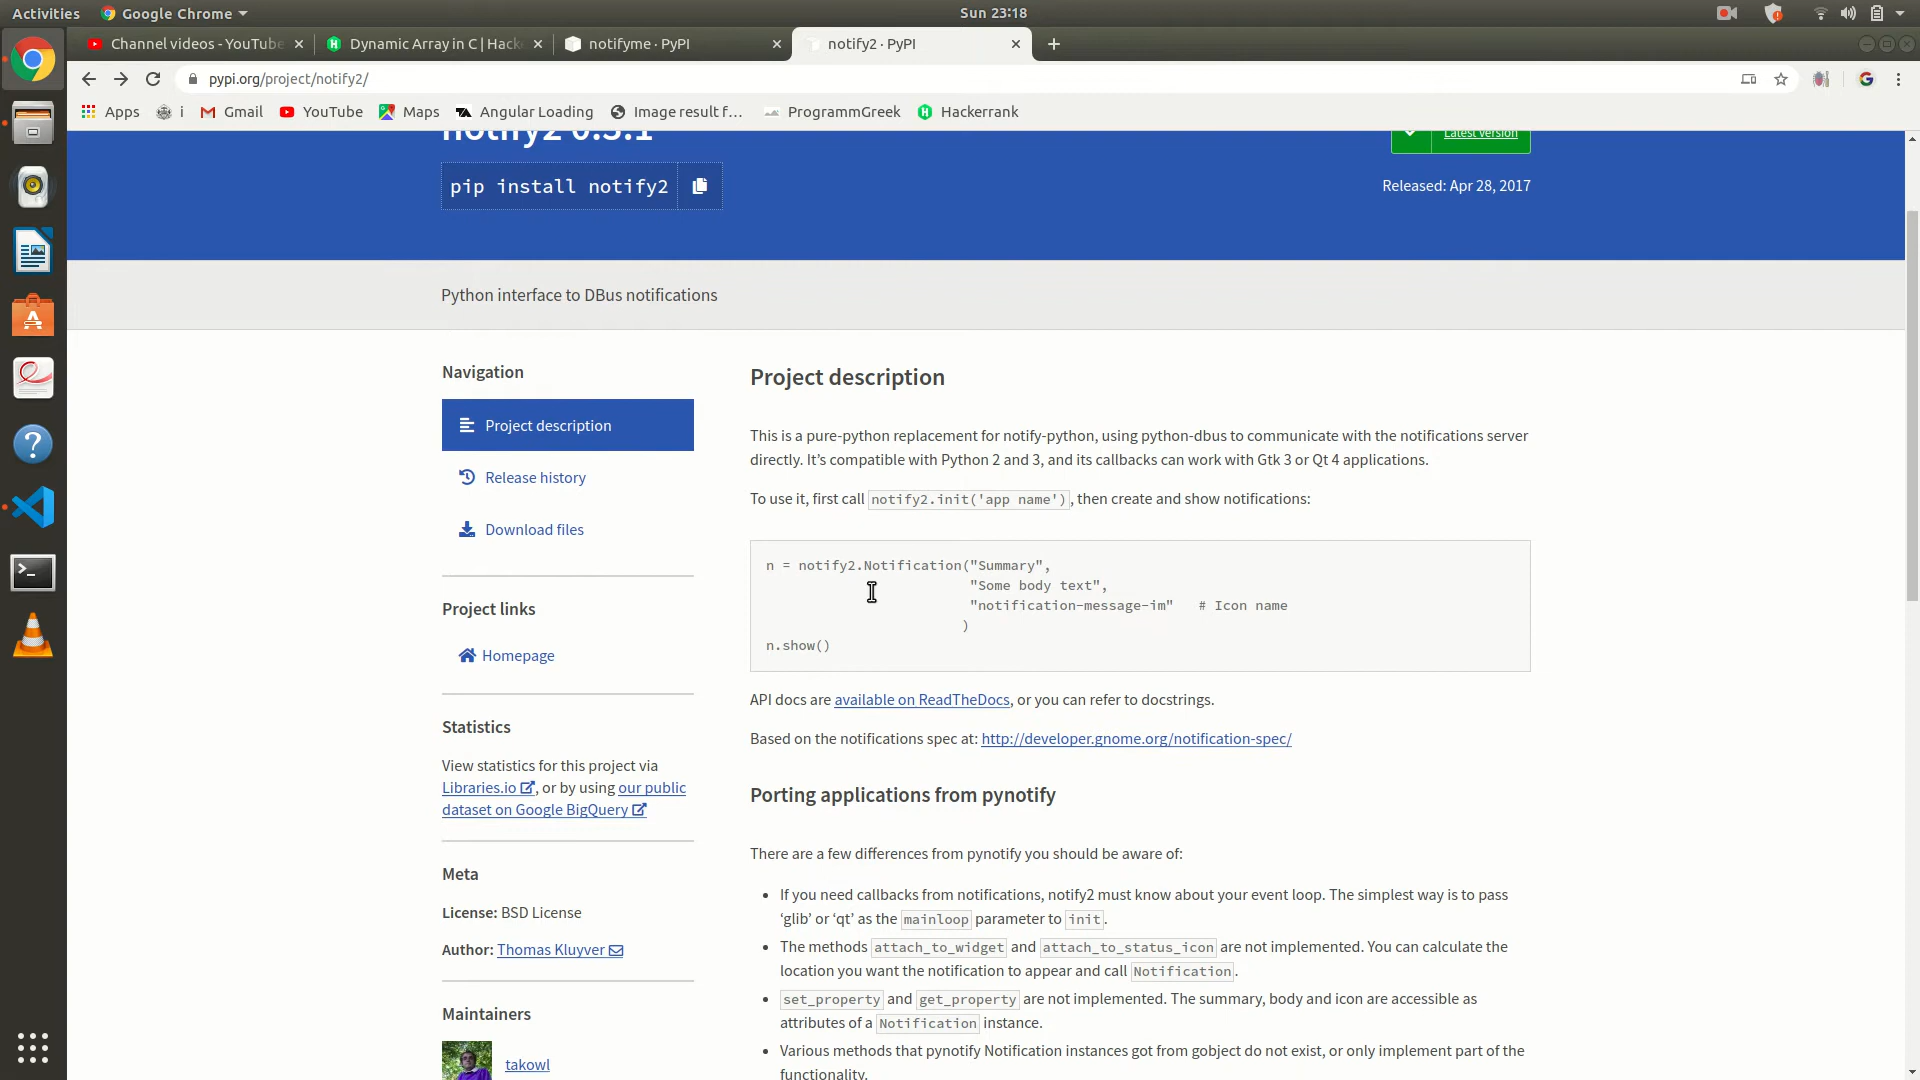 Activities
Google Chrome
Sun 23:18
Channel videos - YouTube
Dynamic Array in C | Hack
notifyme · PyPI
notify2 · PyPI
pypi.org/project/notify2/
Apps
i
Gmail
YouTube
Maps
Angular Loading
Image result f…
ProgrammGreek
Hackerrank
notify2 0.3.1
Latest version
pip install notify2
Released: Apr 28, 2017
Python interface to DBus notifications
Navigation
Project description
Release history
Download files
Project links
Homepage
Statistics
View statistics for this project via
Libraries.io, or by using our public
dataset on Google BigQuery
Meta
License: BSD License
Author: Thomas Kluyver
Maintainers
takowl
Project description
This is a pure-python replacement for notify-python, using python-dbus to communicate with the notifications server
directly. It’s compatible with Python 2 and 3, and its callbacks can work with Gtk 3 or Qt 4 applications.
To use it, first call notify2.init('app name'), then create and show notifications:
n = notify2.Notification("Summary",
"Some body text",
"notification-message-im" # Icon name
)
n.show()
API docs are available on ReadTheDocs, or you can refer to docstrings.
Based on the notifications spec at: http://developer.gnome.org/notification-spec/
Porting applications from pynotify
There are a few differences from pynotify you should be aware of:
• If you need callbacks from notifications, notify2 must know about your event loop. The simplest way is to pass
‘glib’ or ‘qt’ as the mainloop parameter to init.
• The methods attach_to_widget and attach_to_status_icon are not implemented. You can calculate the
location you want the notification to appear and call Notification.
• set_property and get_property are not implemented. The summary, body and icon are accessible as
attributes of a Notification instance.
• Various methods that pynotify Notification instances got from gobject do not exist, or only implement part of the
functionality.